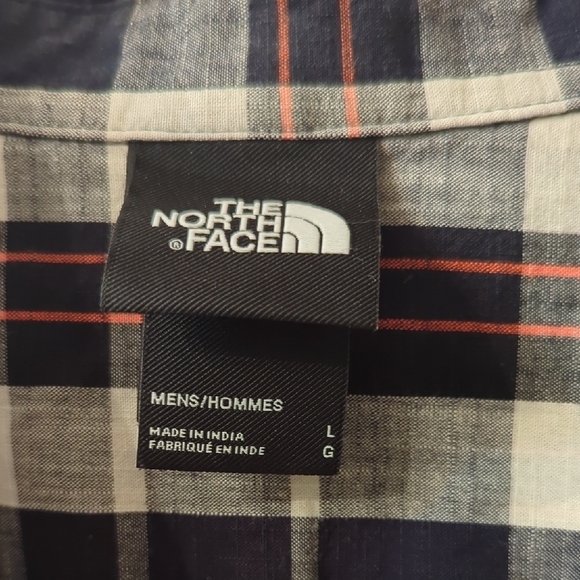 THE
NORTH
® FACE
MENS/HOMMES
MADE IN INDIA L
FABRIQUÉ EN INDE G